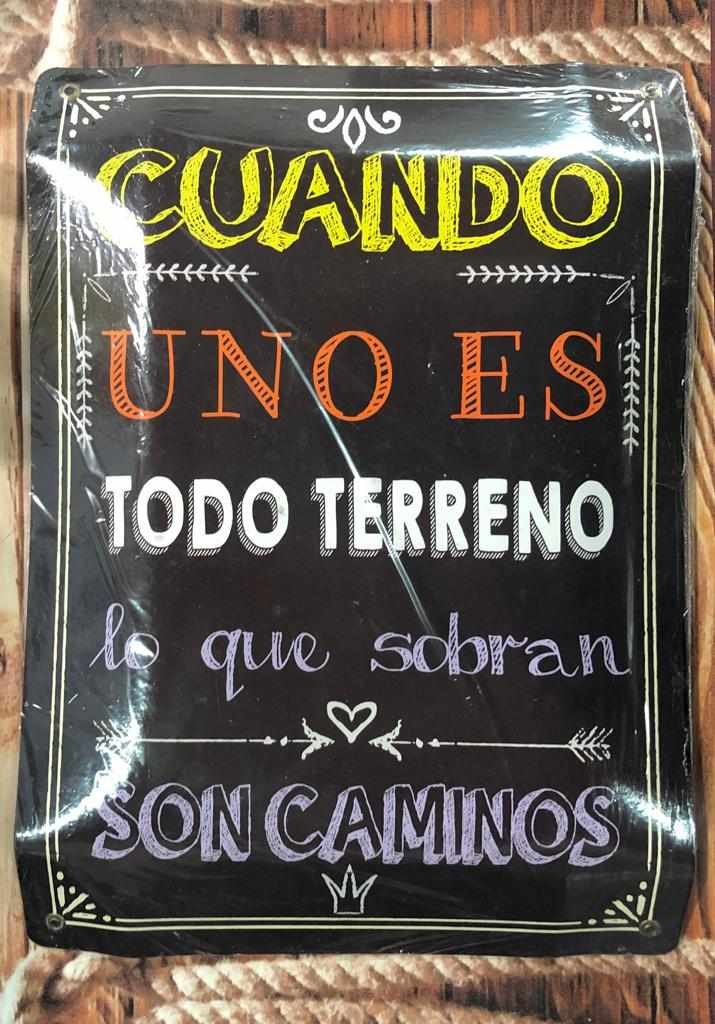 CUANDO
UNO ES
TODO TERRENO
lo que sobran
SON CAMINOS